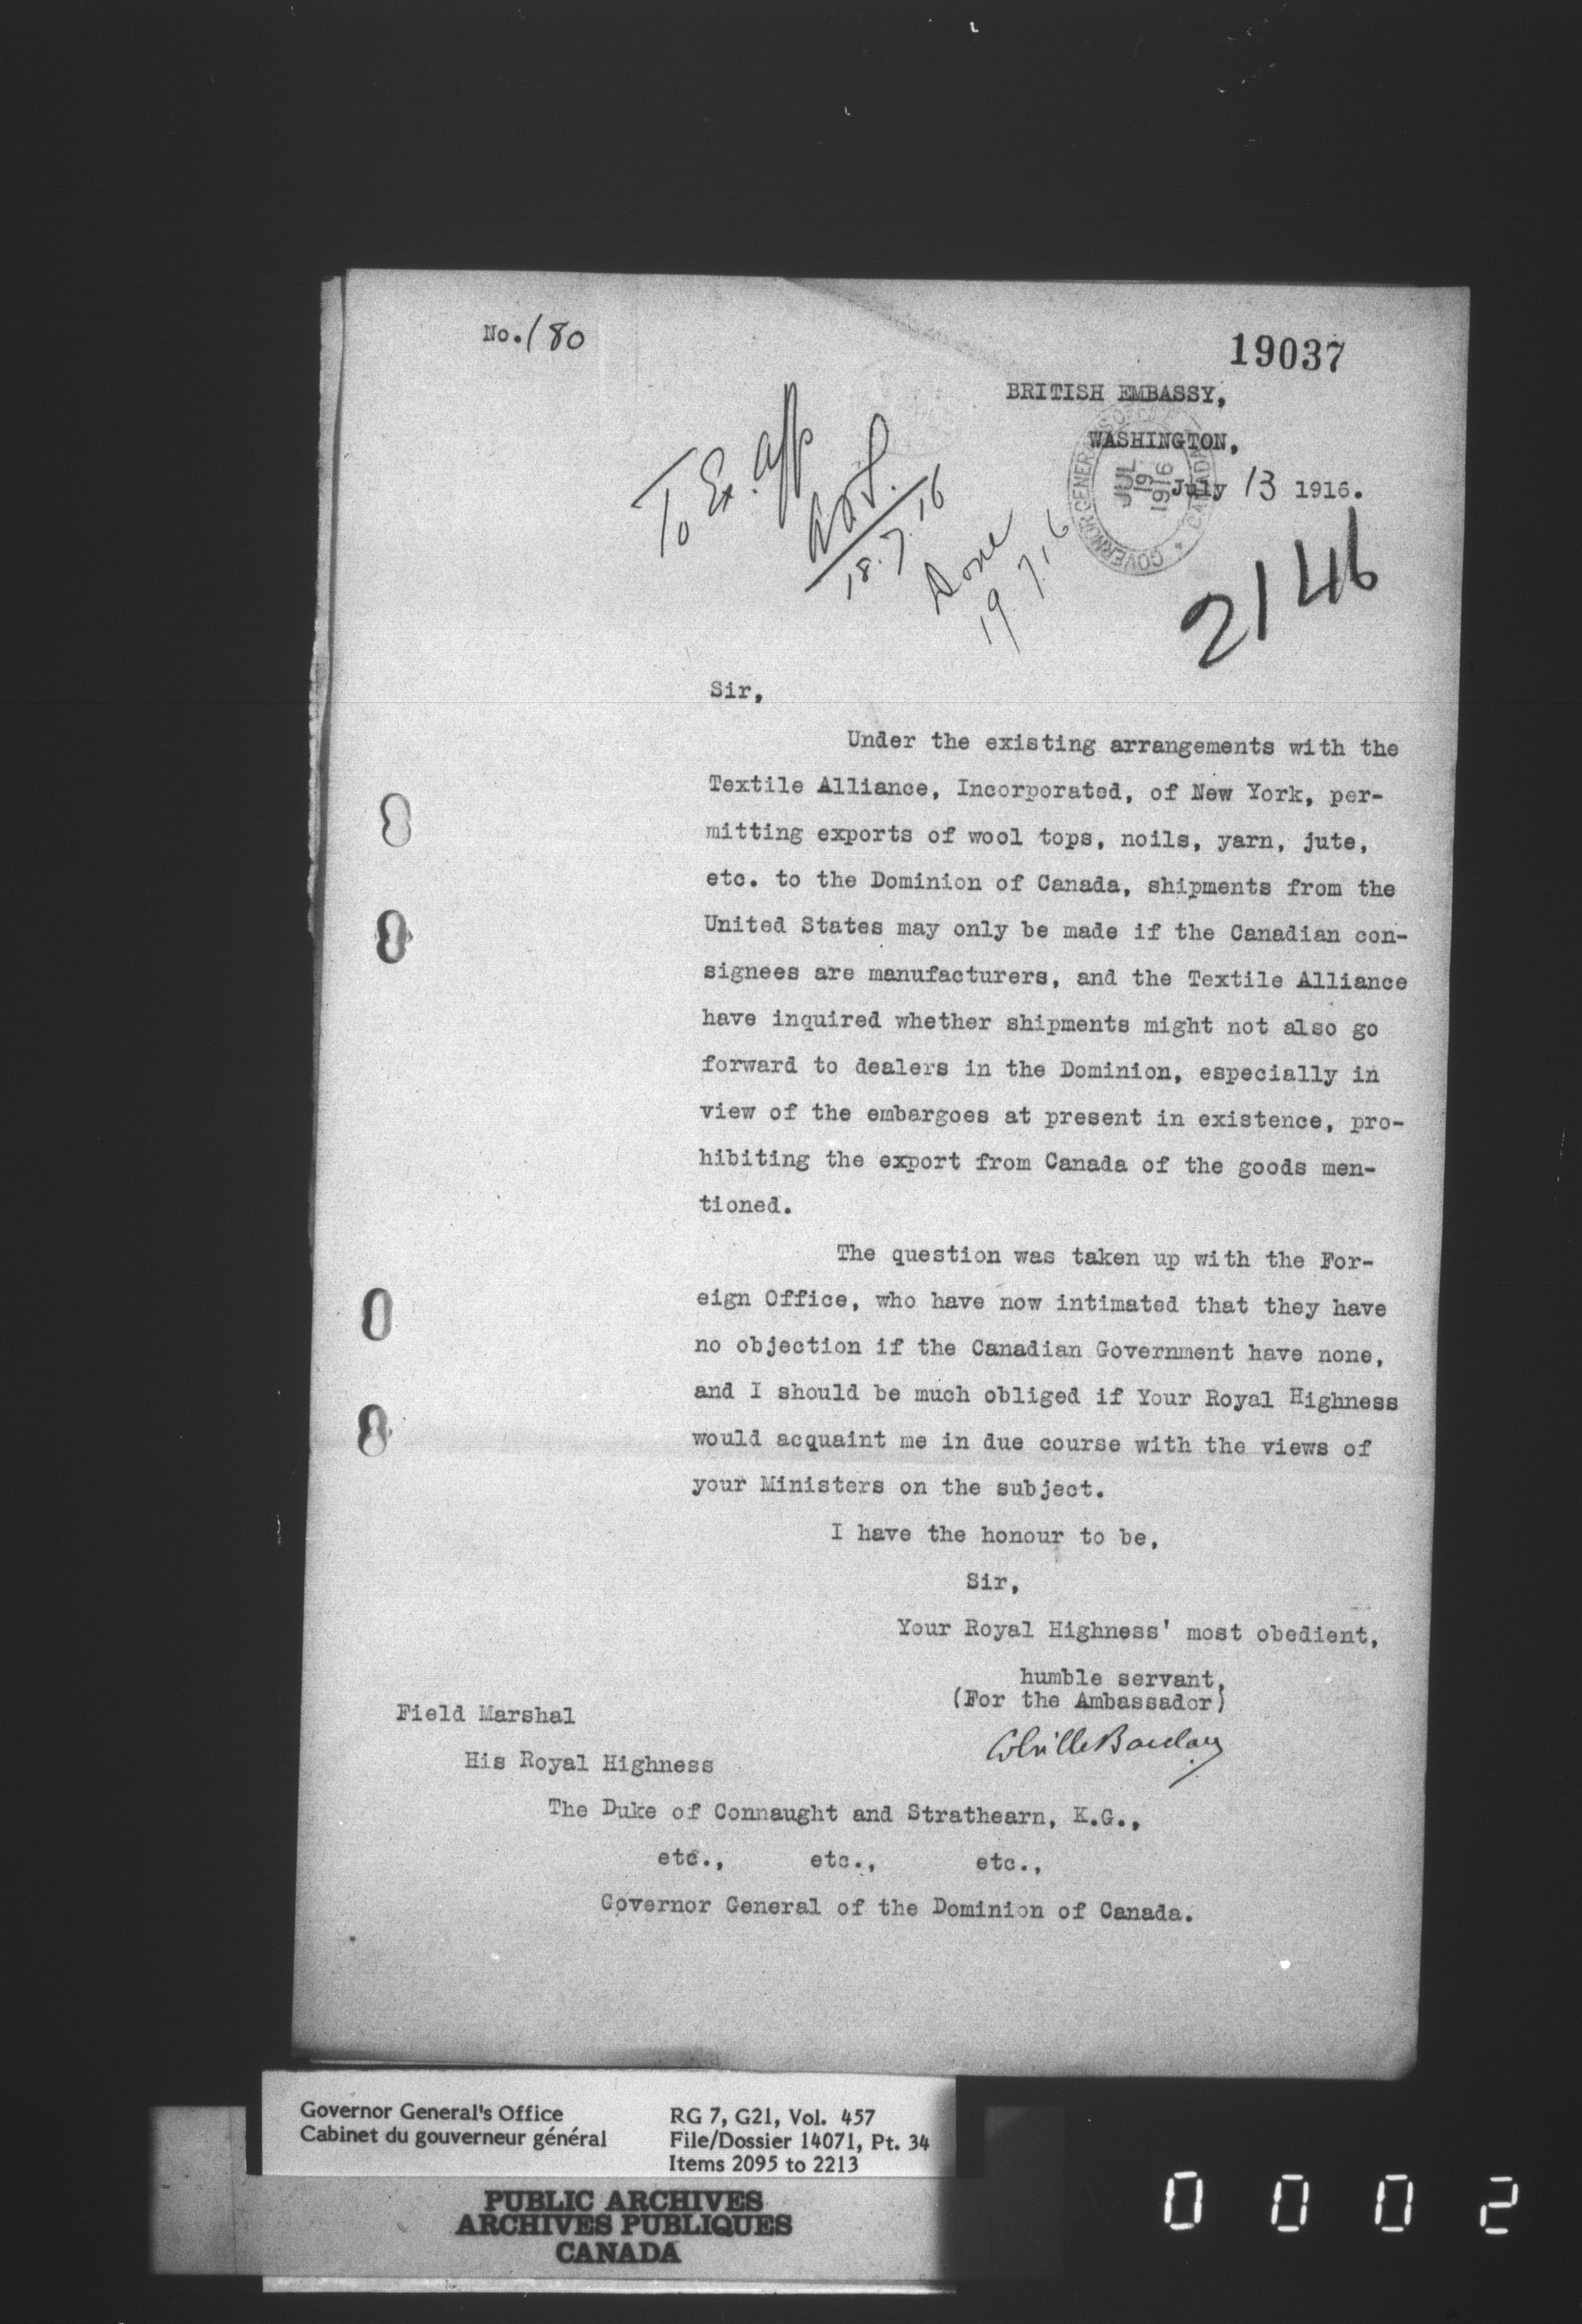 No. 180
19037
BRITISH EMBASSY,
WASHINGTON,
July 13 1916.
GOVERNOR GENERAL'S OFFICE
CANADA
JUL
19
1916
To Ex. Aff
18.7.16
Done
19 7.16
2146
Sir,
Under the existing arrangements with the
Textile Alliance, Incorporated, of New York, per-
mitting exports of wool tops, noils, yarn, jute,
etc. to the Dominion of Canada, shipments from the
United States may only be made if the Canadian con-
signees are manufacturers, and the Textile Alliance
have inquired whether shipments might not also go
forward to dealers in the Dominion, especially in
view of the embargoes at present in existence, pro-
hibiting the export from Canada of the goods men-
tioned.
The question was taken up with the For-
eign Office, who have now intimated that they have
no objection if the Canadian Government have none,
and I should be much obliged if Your Royal Highness
would acquaint me in due course with the views of
your Ministers on the subject.
I have the honour to be,
Sir,
Your Royal Highness' most obedient,
humble servant,
(For the Ambassador)
Colville Barclay
Field Marshal
His Royal Highness
The Duke of Connaught and Strathearn, K.G.,
etc., etc., etc.,
Governor General of the Dominion of Canada.
Governor General's Office
Cabinet du gouverneur général
RG 7, G21, Vol. 457
File/Dossier 14071, Pt. 34
Items 2095 to 2213
PUBLIC ARCHIVES
ARCHIVES PUBLIQUES
CANADA
0002